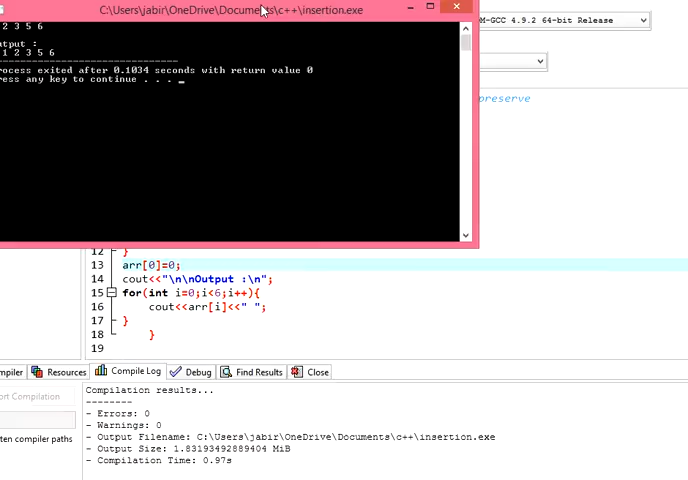 C:\Users\jabir\OneDrive\Documents\c++\insertion.exe
2 3 5 6
tput :
1 2 3 5 6
--------------------------------
rocess exited after 0.1034 seconds with return value 0
ress any key to continue . . . _
M-GCC 4.9.2 64-bit Release
preserve
12 }
13 arr[0]=0;
14 cout<<"\n\nOutput :\n";
15 for(int i=0;i<6;i++){
16 cout<<arr[i]<<" ";
17 }
18 }
19
mpiler Resources Compile Log Debug Find Results Close
ort Compilation
ten compiler paths
Compilation results...
--------
- Errors: 0
- Warnings: 0
- Output Filename: C:\Users\jabir\OneDrive\Documents\c++\insertion.exe
- Output Size: 1.83193492889404 MiB
- Compilation Time: 0.97s